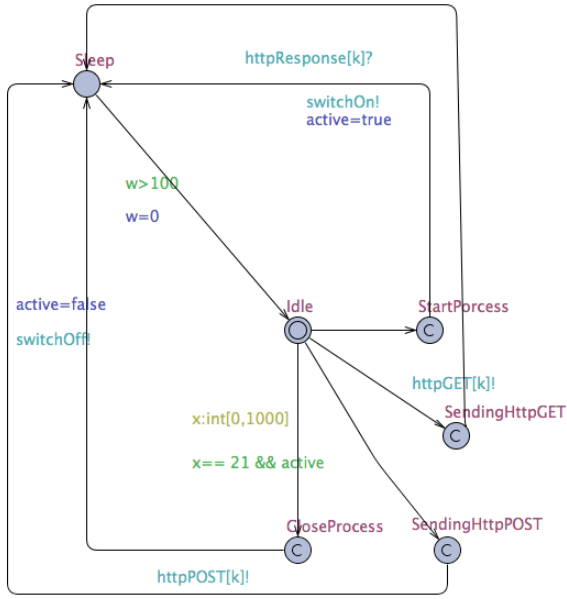 Sleep
httpResponse[k]?
switchOn!
active=true
w>100
w=0
active=false
Idle
StartPorcess
switchOff!
httpGET[k]!
x:int[0,1000]
SendingHttpGET
x== 21 && active
CloseProcess
SendingHttpPOST
httpPOST[k]!
C
C
C
C